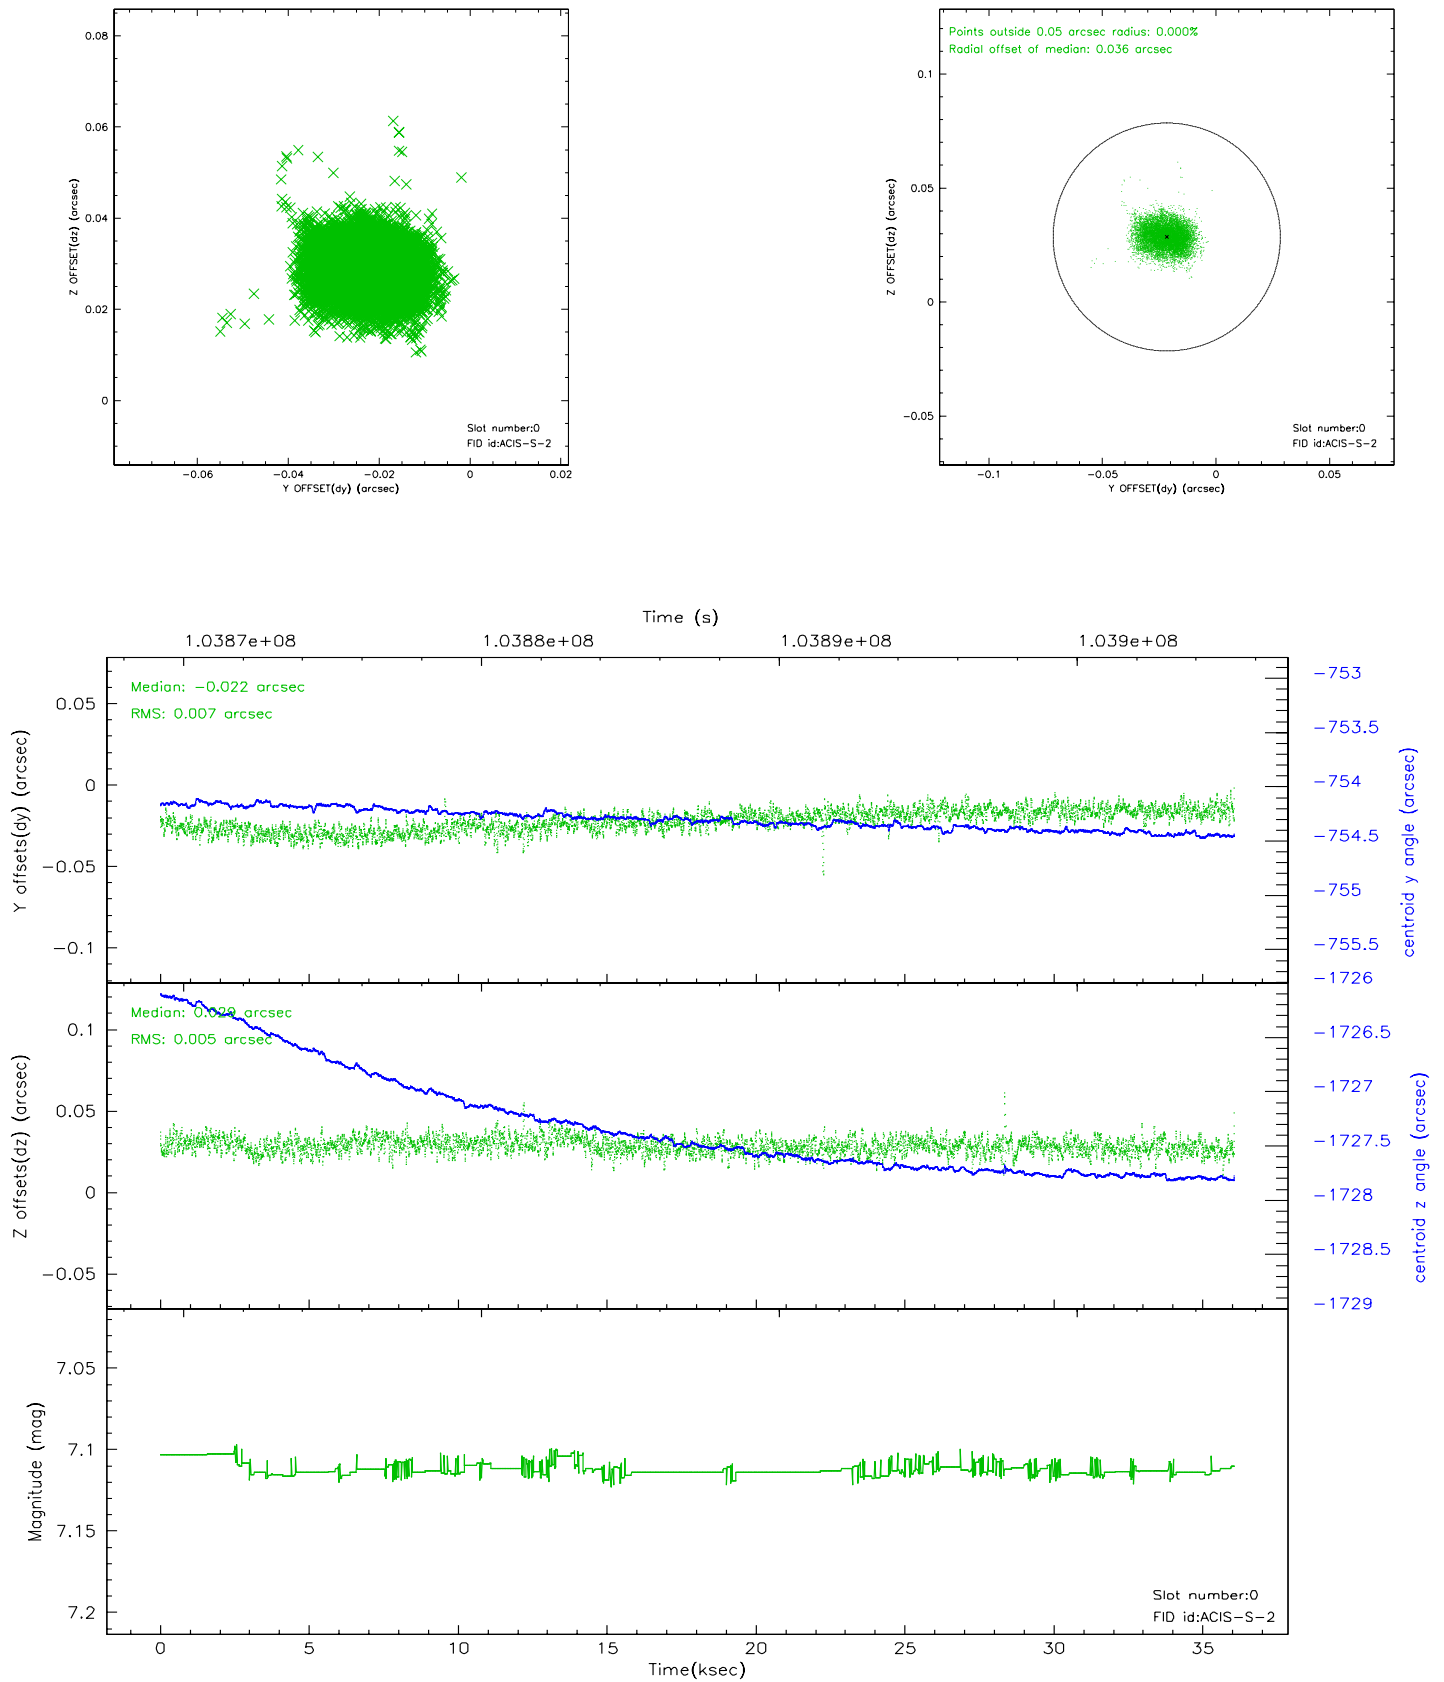 0.08
0.06
0.04
0.02
0
Z OFFSET(dz) (arcsec)
Slot number:0
FID id:ACIS-S-2
-0.06 -0.04 -0.02 0 0.02
Y OFFSET(dy) (arcsec)
Points outside 0.05 arcsec radius: 0.000%
Radial offset of median: 0.036 arcsec
0.1
0.05
0
-0.05
Z OFFSET(dz) (arcsec)
Slot number:0
FID id:ACIS-S-2
-0.1 -0.05 0 0.05
Y OFFSET(dy) (arcsec)
Time (s)
1.0387e+08 1.0388e+08 1.0389e+08 1.039e+08
Median: -0.022 arcsec
RMS: 0.007 arcsec
0.05
0
-0.05
-0.1
Y offsets(dy) (arcsec)
-753
-753.5
-754
-754.5
-755
-755.5
centroid y angle (arcsec)
Median: 0.029 arcsec
RMS: 0.005 arcsec
0.1
0.05
0
-0.05
Z offsets(dz) (arcsec)
-1726
-1726.5
-1727
-1727.5
-1728
-1728.5
-1729
centroid z angle (arcsec)
7.05
7.1
7.15
7.2
Magnitude (mag)
Slot number:0
FID id:ACIS-S-2
0 5 10 15 20 25 30 35
Time(ksec)